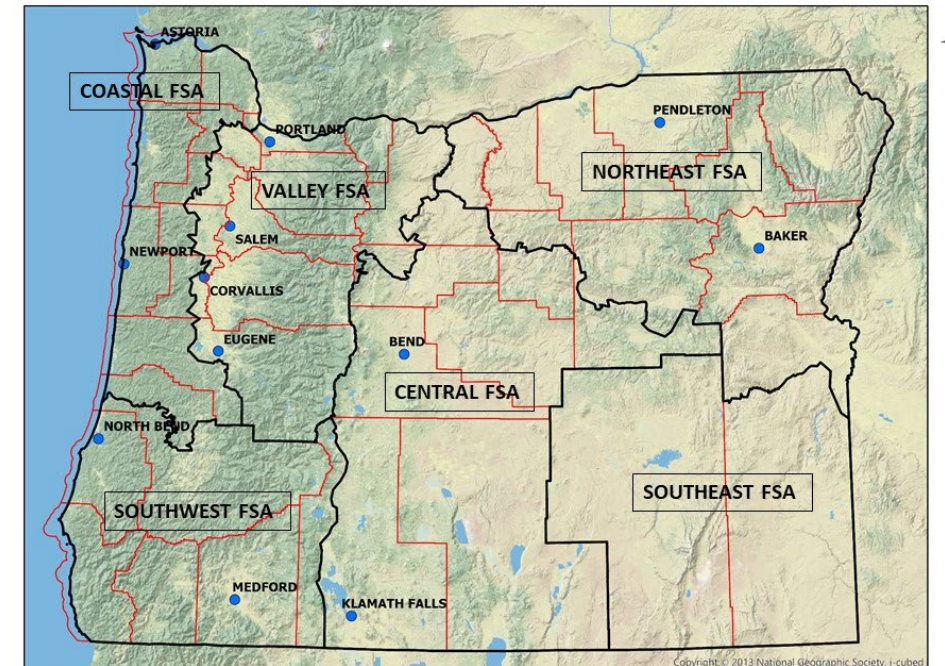 ASTORIA
COASTAL FSA
PENDLETON
PORTLAND
NORTHEAST FSA
VALLEY FSA
SALEM
BAKER
NEWPORT
CORVALLIS
EUGENE
BEND
CENTRAL FSA
NORTH BEND
SOUTHEAST FSA
SOUTHWEST FSA
MEDFORD
KLAMATH FALLS
Copyright:© 2013 National Geographic Society, i-cubed